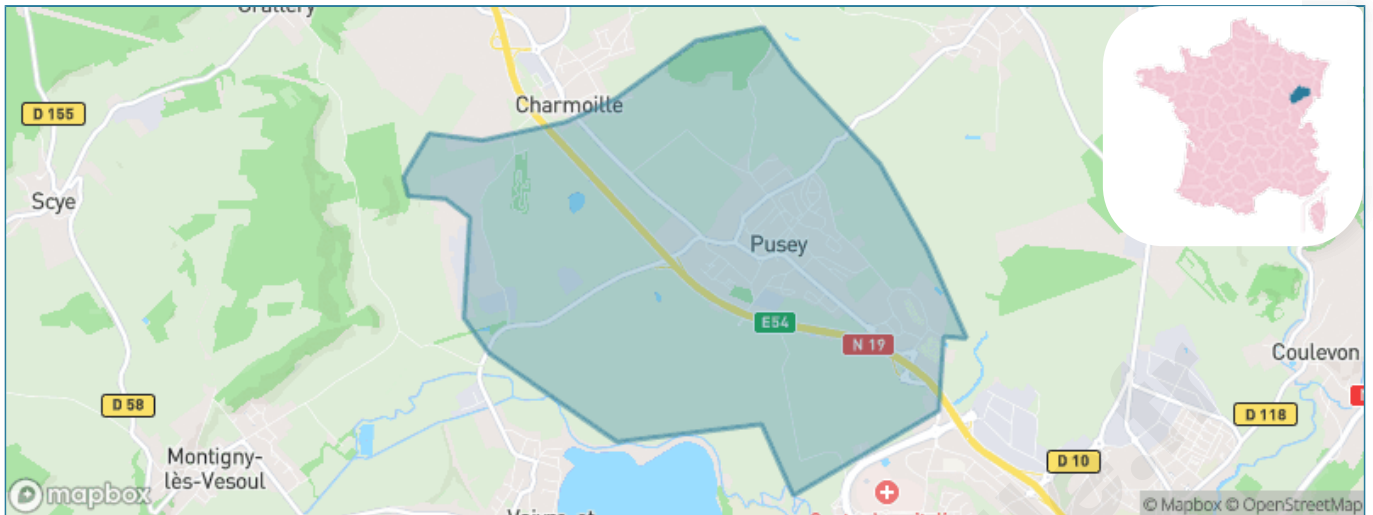 D 155
Charmoille
Scye
Pusey
E54
N 19
Coulevon
D 58
D 118
Montigny-
lès-Vesoul
D 10
mapbox
© Mapbox © OpenStreetMap